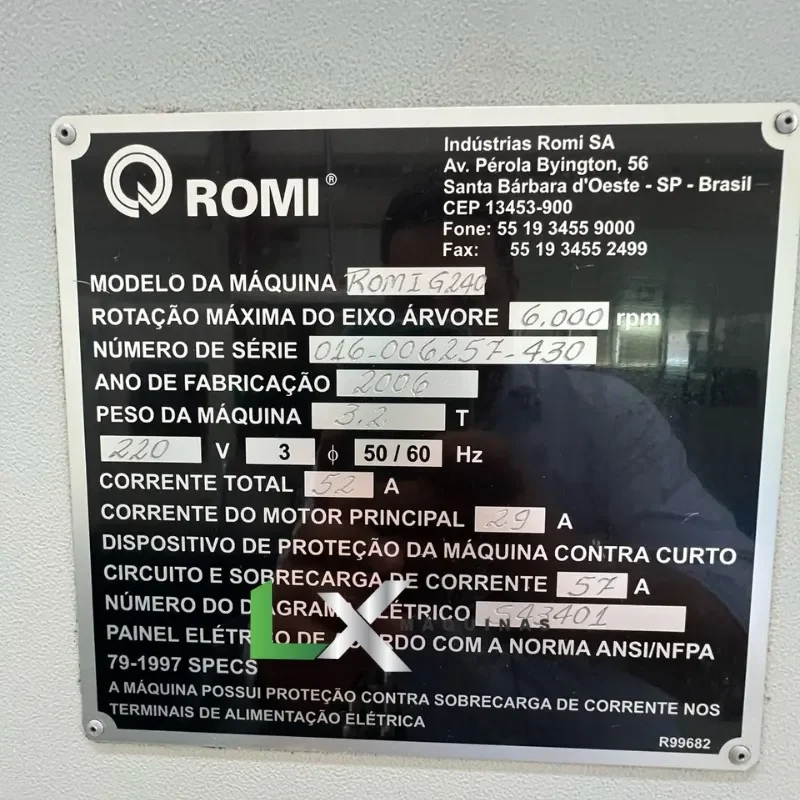 ROMI®
Indústrias Romi SA
Av. Pérola Byington, 56
Santa Bárbara d'Oeste - SP - Brasil
CEP 13453-900
Fone: 55 19 3455 9000
Fax: 55 19 3455 2499
MODELO DA MÁQUINA ROMI G240
ROTAÇÃO MÁXIMA DO EIXO ÁRVORE 6.000 rpm
NÚMERO DE SÉRIE 016-006257-430
ANO DE FABRICAÇÃO 2006
PESO DA MÁQUINA 3.2 T
220 V 3 ϕ 50 / 60 Hz
CORRENTE TOTAL 52 A
CORRENTE DO MOTOR PRINCIPAL 29 A
DISPOSITIVO DE PROTEÇÃO DA MÁQUINA CONTRA CURTO
CIRCUITO E SOBRECARGA DE CORRENTE 57 A
NÚMERO DO DIAGRAMA ELÉTRICO S43401
LX MÁQUINAS
PAINEL ELÉTRICO DE ACORDO COM A NORMA ANSI/NFPA
79-1997 SPECS
A MÁQUINA POSSUI PROTEÇÃO CONTRA SOBRECARGA DE CORRENTE NOS
TERMINAIS DE ALIMENTAÇÃO ELÉTRICA
R99682